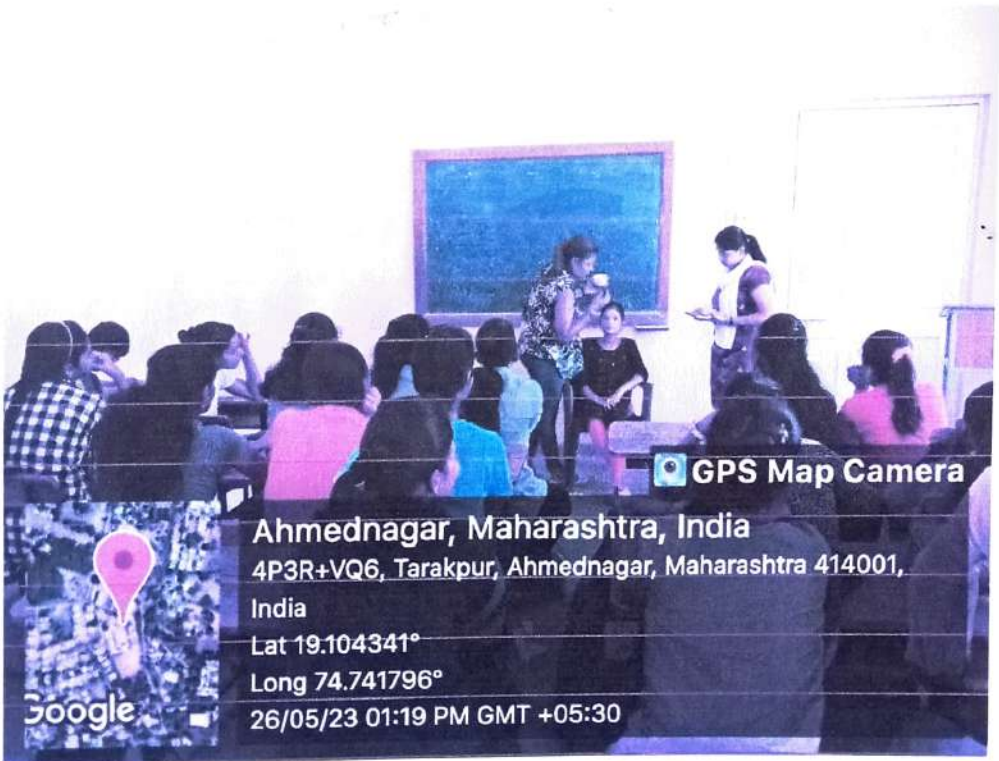 GPS Map Camera
Ahmednagar, Maharashtra, India
4P3R+VQ6, Tarakpur, Ahmednagar, Maharashtra 414001,
India
Lat 19.104341°
Long 74.741796°
26/05/23 01:19 PM GMT +05:30
Google